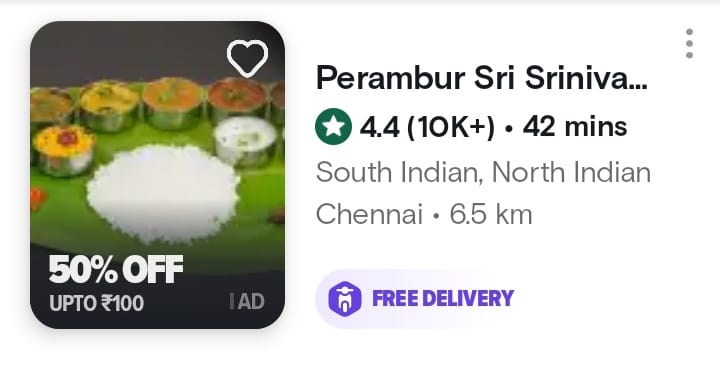 Perambur Sri Sriniva...
4.4 (10K+) • 42 mins
South Indian, North Indian
Chennai • 6.5 km
50% OFF
UPTO ₹100
AD
FREE DELIVERY